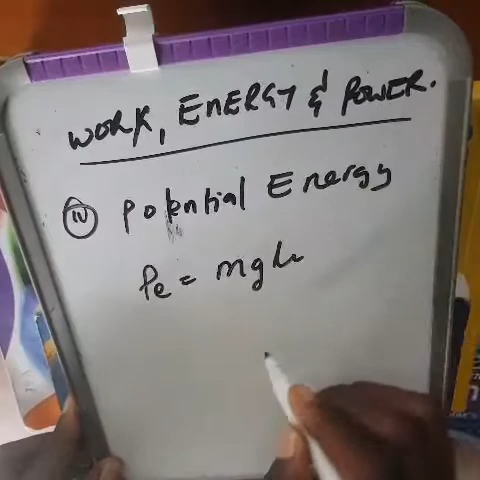 WORK, ENERGY & POWER.
(iv) Potential Energy
Pe = mgh